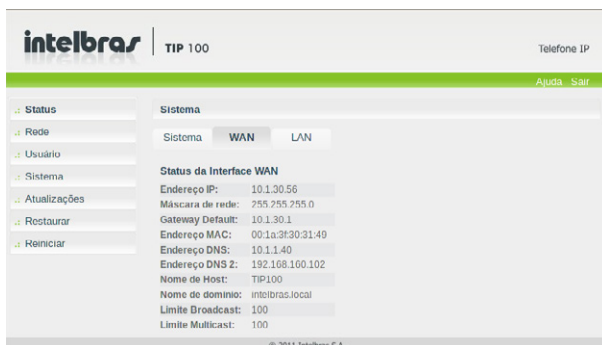 intelbras TIP 100
Telefone IP
Ajuda Sair
.: Status
.: Rede
.: Usuário
.: Sistema
.: Atualizações
.: Restaurar
.: Reiniciar
Sistema
Sistema WAN LAN
Status da Interface WAN
Endereço IP: 10.1.30.56
Máscara de rede: 255.255.255.0
Gateway Default: 10.1.30.1
Endereço MAC: 00:1a:3f:30:31:49
Endereço DNS: 10.1.1.40
Endereço DNS 2: 192.168.160.102
Nome de Host: TIP100
Nome de domínio: intelbras.local
Limite Broadcast: 100
Limite Multicast: 100
© 2011 Intelbras S.A.